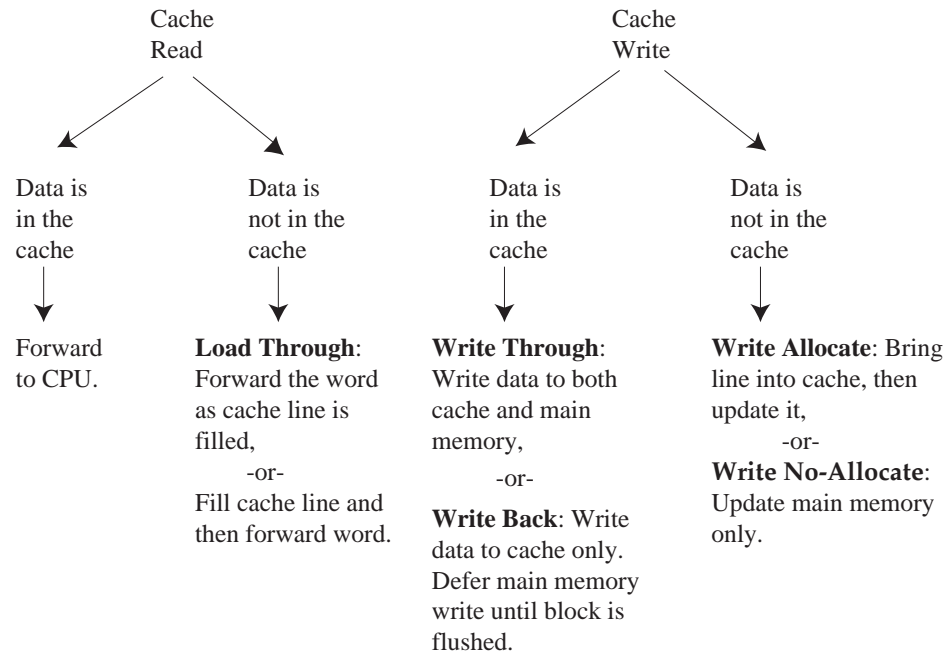 Cache
Read
Cache
Write
Data is
in the
cache
Data is
not in the
cache
Data is
in the
cache
Data is
not in the
cache
Forward
to CPU.
Load Through:
Forward the word
as cache line is
filled,
-or-
Fill cache line and
then forward word.
Write Through:
Write data to both
cache and main
memory,
-or-
Write Back: Write
data to cache only.
Defer main memory
write until block is
flushed.
Write Allocate: Bring
line into cache, then
update it,
-or-
Write No-Allocate:
Update main memory
only.